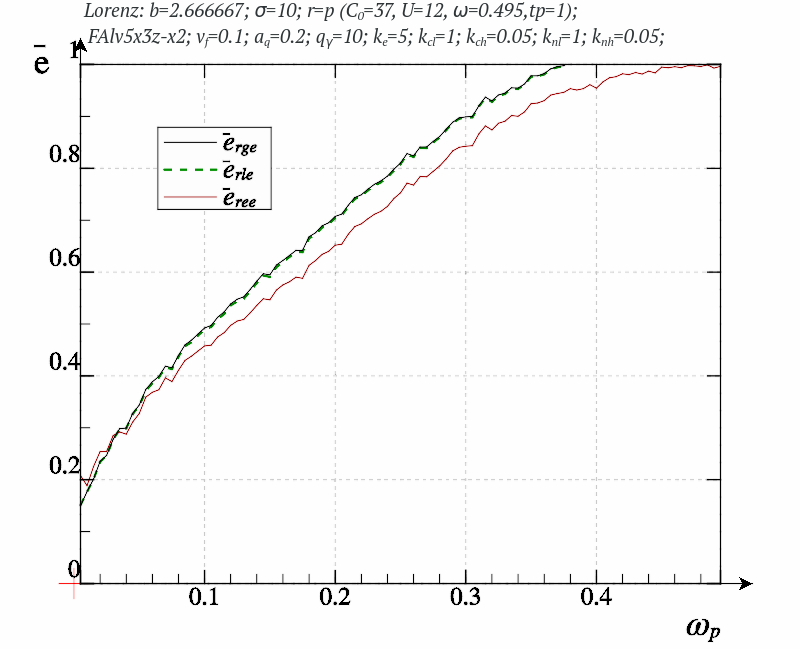 Lorenz: b=2.666667; σ=10; r=p (C₀=37, U=12, ω=0.495,tp=1);
FAlv5x3z-x2; v_f=0.1; a_q=0.2; q_γ=10; k_e=5; k_cl=1; k_ch=0.05; k_nl=1; k_nh=0.05;
ē
1
0.8
0.6
0.4
0.2
0
ē_rge
ē_rle
ē_ree
0.1 0.2 0.3 0.4
ω_p